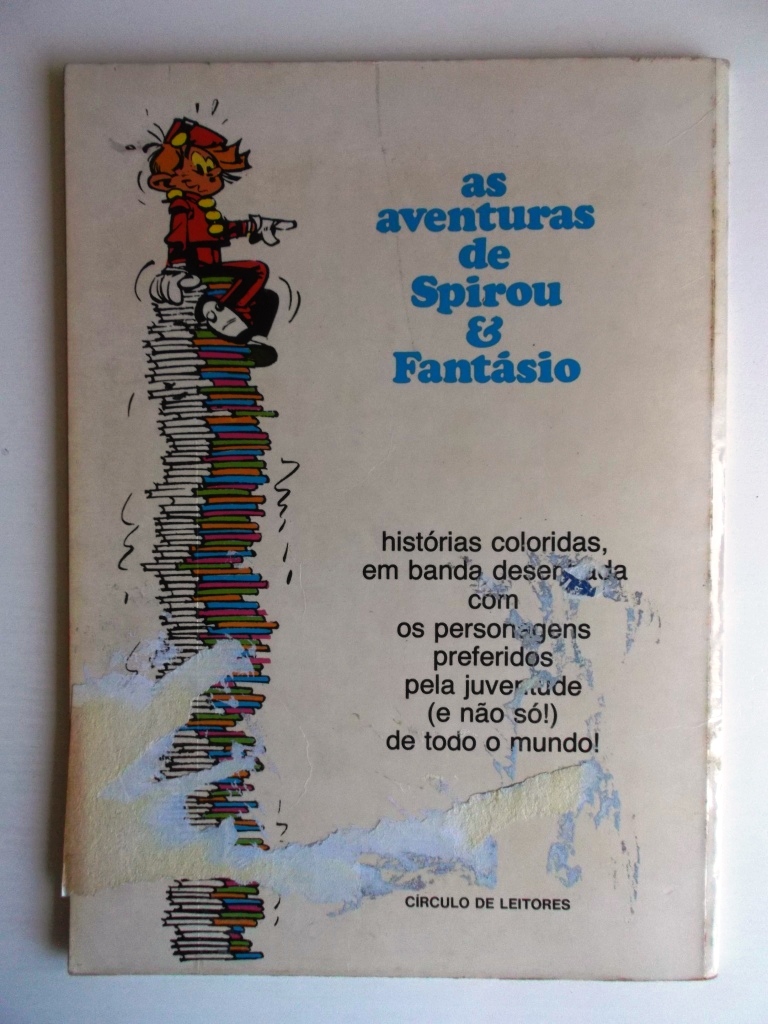 as
aventuras
de
Spirou
&
Fantásio
histórias coloridas,
em banda
com
os personagens
preferidos
pela juventude
(e não só!)
de todo o mundo!
CÍRCULO DE LEITORES